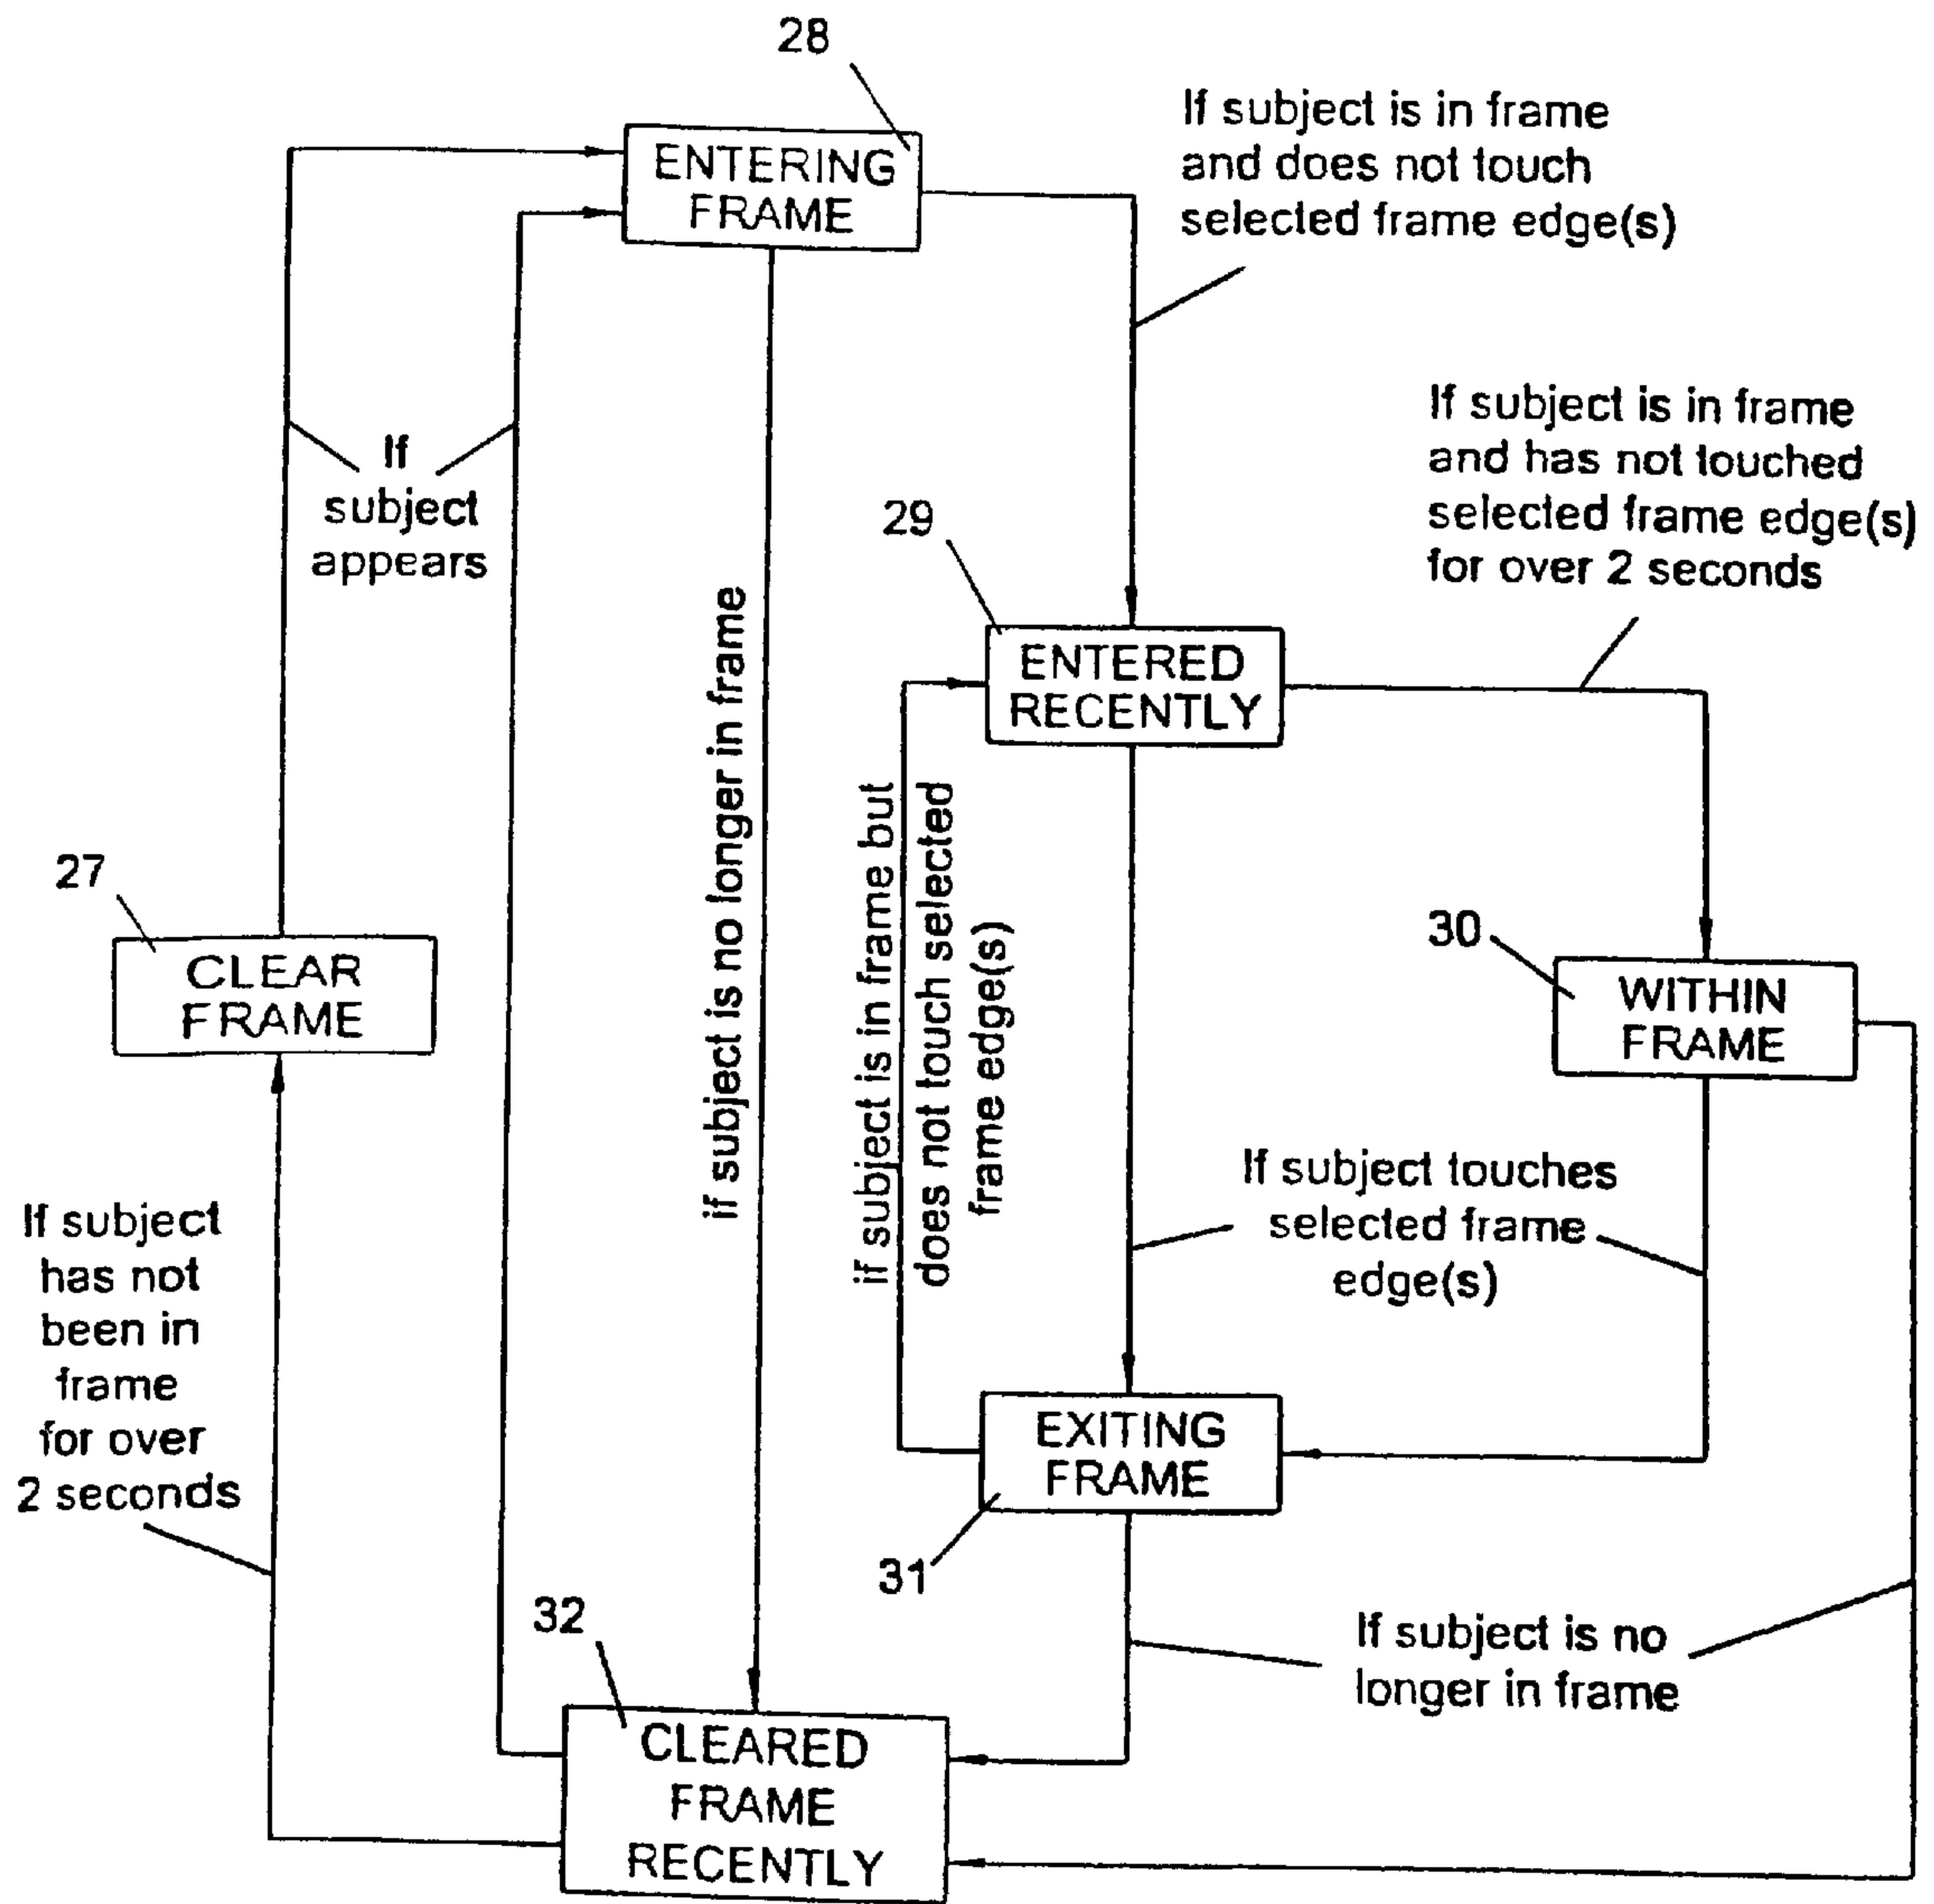 28
ENTERING
FRAME
If subject is in frame
and does not touch
selected frame edge(s)
If
subject
appears
If subject is in frame
and has not touched
selected frame edge(s)
for over 2 seconds
29
ENTERED
RECENTLY
if subject is no longer in frame
if subject is in frame but
does not touch selected
frame edge(s)
27
CLEAR
FRAME
30
WITHIN
FRAME
If subject touches
selected frame
edge(s)
If subject
has not
been in
frame
for over
2 seconds
EXITING
FRAME
31
32
If subject is no
longer in frame
CLEARED
FRAME
RECENTLY